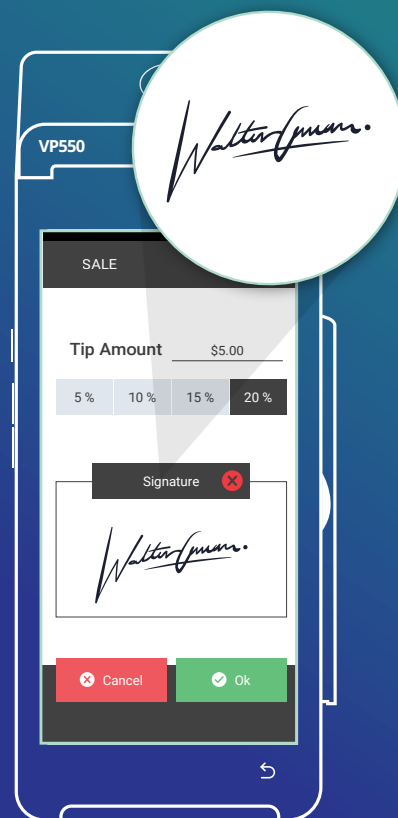 VP550
SALE
Tip Amount $5.00
5 % 10 % 15 % 20 %
Signature
Cancel Ok